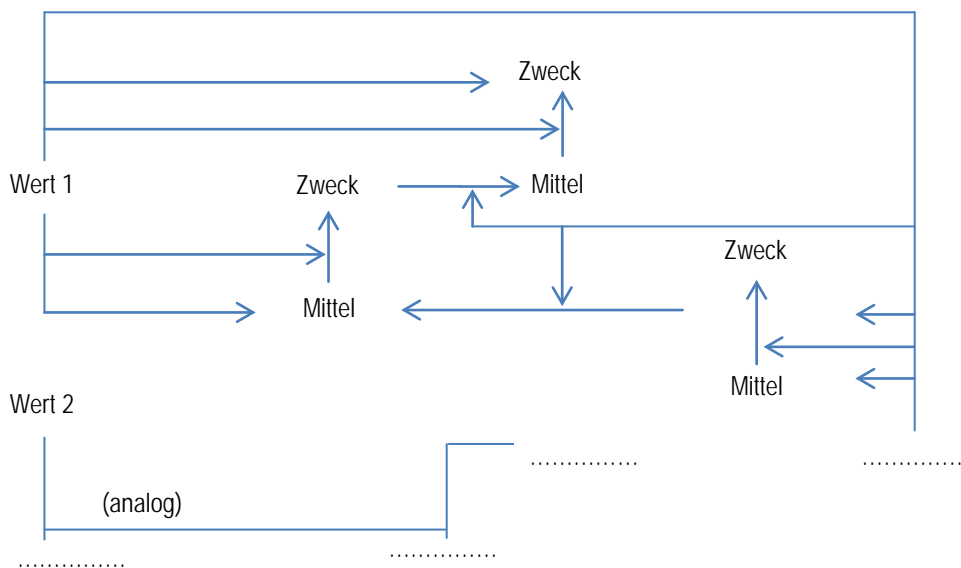 Zweck
Wert 1
Zweck
Mittel
Zweck
Mittel
Mittel
Wert 2
...............
..............
(analog)
...............
...............